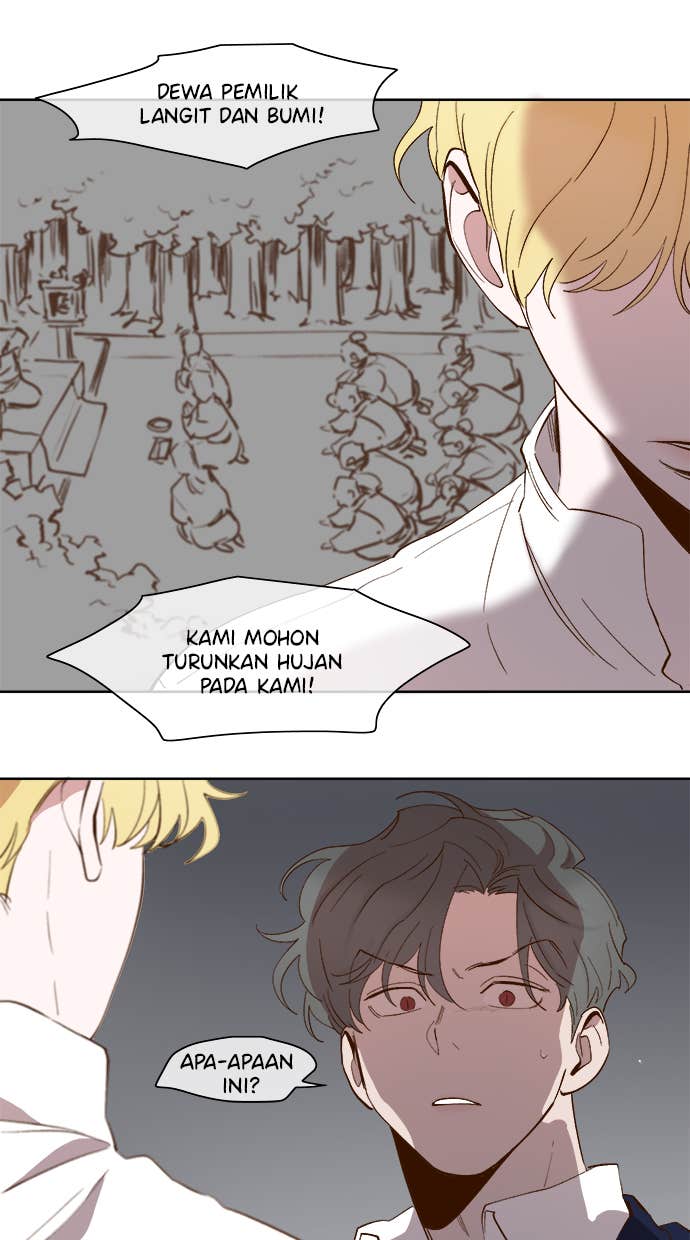 DEWA PEMILIK
LANGIT DAN BUMI!
KAMI MOHON
TURUNKAN HUJAN
PADA KAMI!
APA-APAAN
INI?